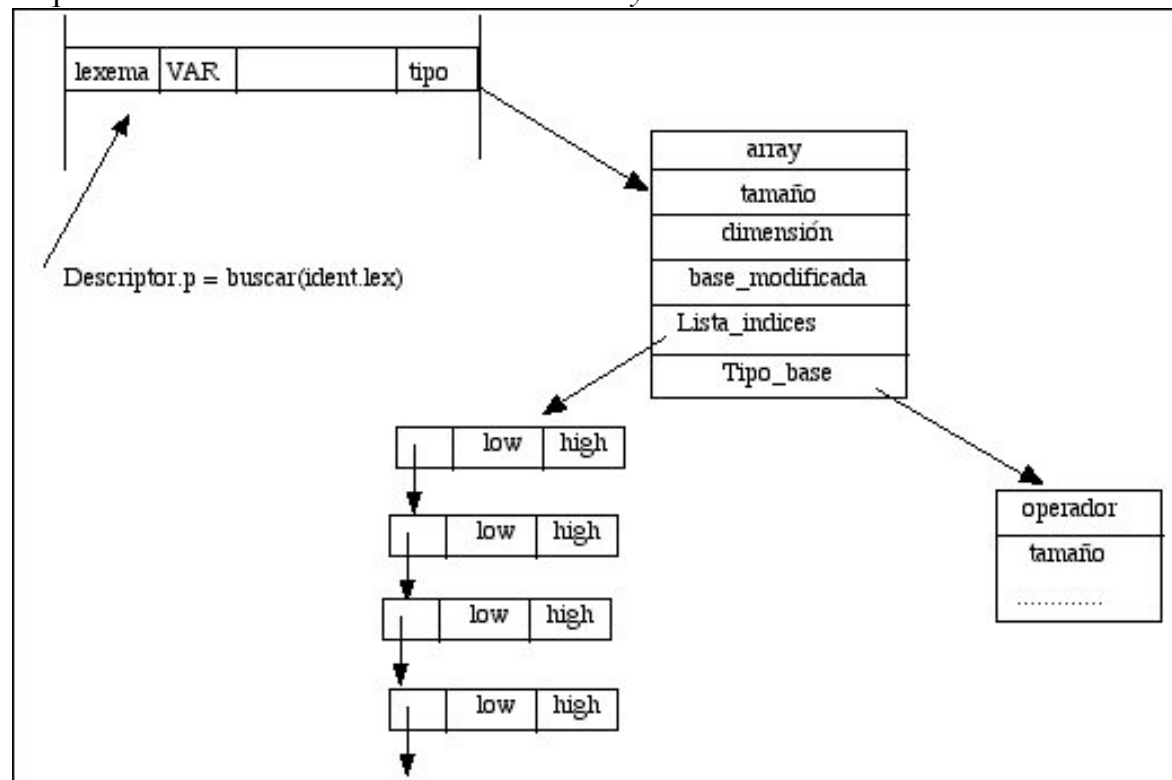 lexema VAR tipo
array
tamaño
dimensión
Descriptor.p = buscar(ident.lex)
base_modificada
Lista_indices
Tipo_base
low high
operador
low high
tamaño
.............
low high
low high